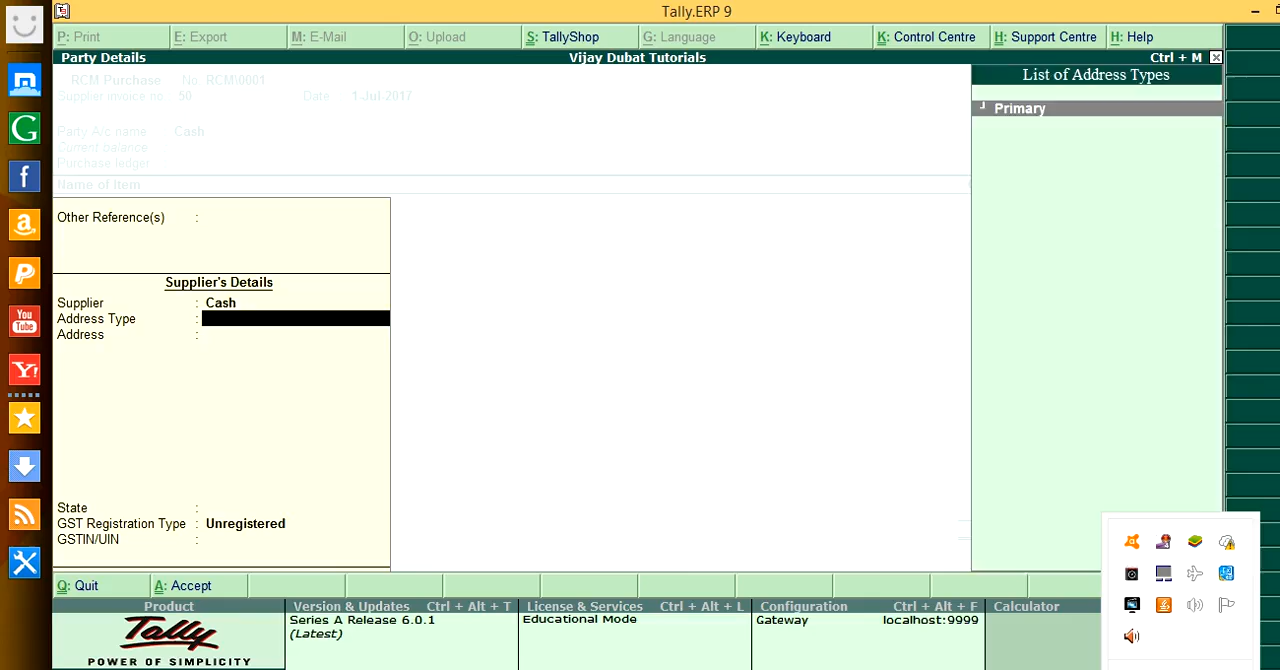 Tally.ERP 9
P: Print E: Export M: E-Mail O: Upload S: TallyShop G: Language K: Keyboard K: Control Centre H: Support Centre H: Help
Party Details Vijay Dubat Tutorials Ctrl + M
List of Address Types
Primary
RCM Purchase No. RCM\0001
Supplier invoice no. 50 Date 1-Jul-2017
Party A/c name Cash
Current balance
Purchase ledger
Name of Item
Other Reference(s) :
Supplier's Details
Supplier : Cash
Address Type :
Address :
State :
GST Registration Type : Unregistered
GSTIN/UIN :
Q: Quit A: Accept
Product Version & Updates Ctrl + Alt + T License & Services Ctrl + Alt + L Configuration Ctrl + Alt + F Calculator
Tally
POWER OF SIMPLICITY
Series A Release 6.0.1
(Latest)
Educational Mode
Gateway localhost:9999
G
f
a
P
You
Tube
Y!